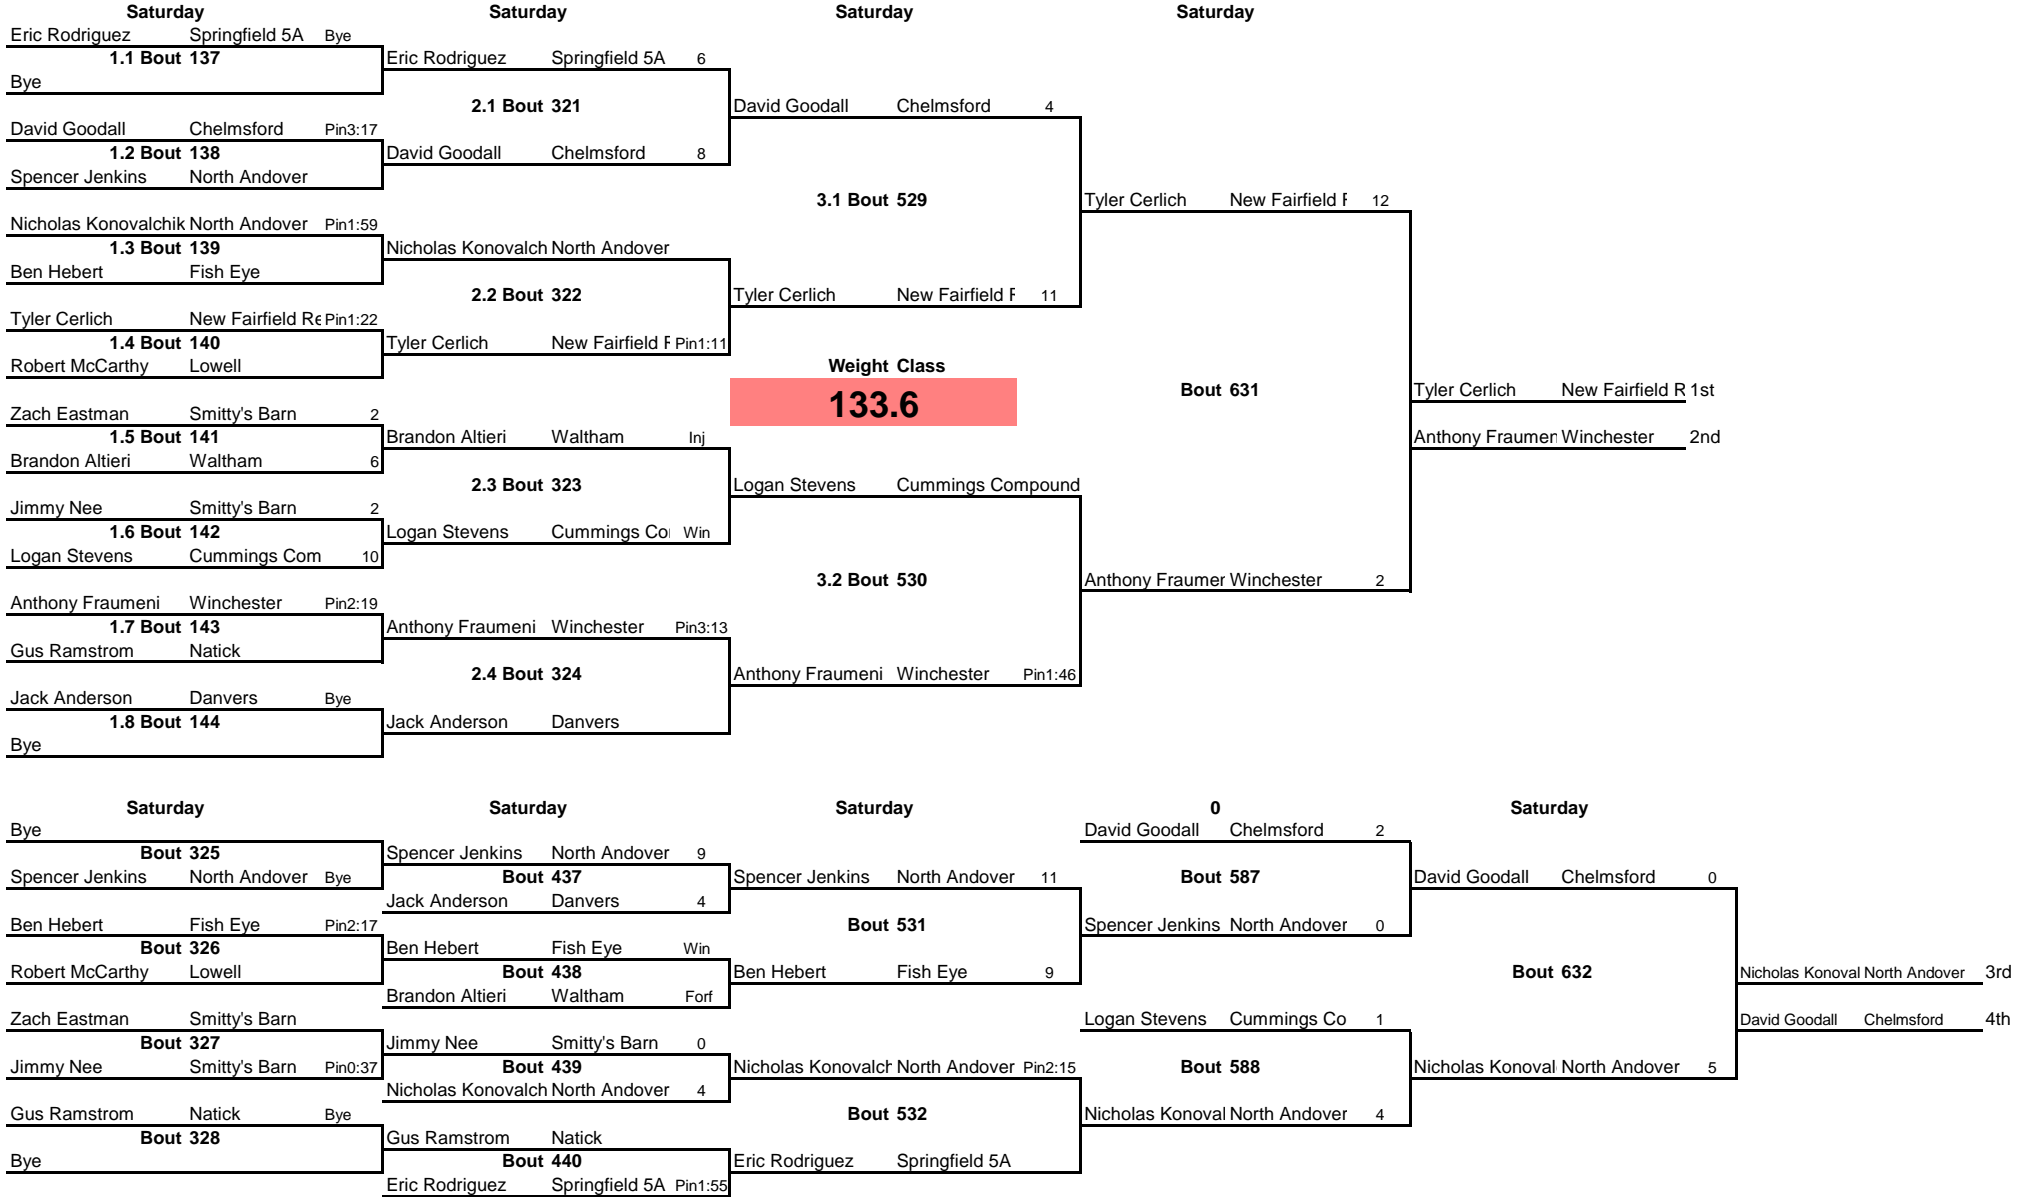 Saturday Saturday Saturday Saturday
Eric Rodriguez Springfield 5A Bye
1.1 Bout 137 Eric Rodriguez Springfield 5A 6
Bye
2.1 Bout 321 David Goodall Chelmsford 4
David Goodall Chelmsford Pin3:17
1.2 Bout 138 David Goodall Chelmsford 8
Spencer Jenkins North Andover
3.1 Bout 529 Tyler Cerlich New Fairfield F 12
Nicholas Konovalchik North Andover Pin1:59
1.3 Bout 139 Nicholas Konovalch North Andover
Ben Hebert Fish Eye
2.2 Bout 322 Tyler Cerlich New Fairfield F 11
Tyler Cerlich New Fairfield Re Pin1:22
1.4 Bout 140 Tyler Cerlich New Fairfield F Pin1:11
Robert McCarthy Lowell Weight Class
Bout 631 Tyler Cerlich New Fairfield R 1st
133.6
Zach Eastman Smitty's Barn 2
1.5 Bout 141 Brandon Altieri Waltham Inj Anthony Fraumen Winchester 2nd
Brandon Altieri Waltham 6
2.3 Bout 323 Logan Stevens Cummings Compound
Jimmy Nee Smitty's Barn 2
1.6 Bout 142 Logan Stevens Cummings Co Win
Logan Stevens Cummings Com 10
3.2 Bout 530 Anthony Fraumer Winchester 2
Anthony Fraumeni Winchester Pin2:19
1.7 Bout 143 Anthony Fraumeni Winchester Pin3:13
Gus Ramstrom Natick
2.4 Bout 324 Anthony Fraumeni Winchester Pin1:46
Jack Anderson Danvers Bye
1.8 Bout 144 Jack Anderson Danvers
Bye
Saturday Saturday Saturday 0 Saturday
Bye David Goodall Chelmsford 2
Bout 325 Spencer Jenkins North Andover 9
Spencer Jenkins North Andover Bye Bout 437 Spencer Jenkins North Andover 11 Bout 587 David Goodall Chelmsford 0
Jack Anderson Danvers 4
Ben Hebert Fish Eye Pin2:17 Bout 531 Spencer Jenkins North Andover 0
Bout 326 Ben Hebert Fish Eye Win
Robert McCarthy Lowell Bout 438 Ben Hebert Fish Eye 9 Bout 632 Nicholas Konoval North Andover 3rd
Brandon Altieri Waltham Forf
Zach Eastman Smitty's Barn Logan Stevens Cummings Co 1 David Goodall Chelmsford 4th
Bout 327 Jimmy Nee Smitty's Barn 0
Jimmy Nee Smitty's Barn Pin0:37 Bout 439 Nicholas Konovalch North Andover Pin2:15 Bout 588 Nicholas Konoval North Andover 5
Nicholas Konovalch North Andover 4
Gus Ramstrom Natick Bye Bout 532 Nicholas Konoval North Andover 4
Bout 328 Gus Ramstrom Natick
Bye Bout 440 Eric Rodriguez Springfield 5A
Eric Rodriguez Springfield 5A Pin1:55